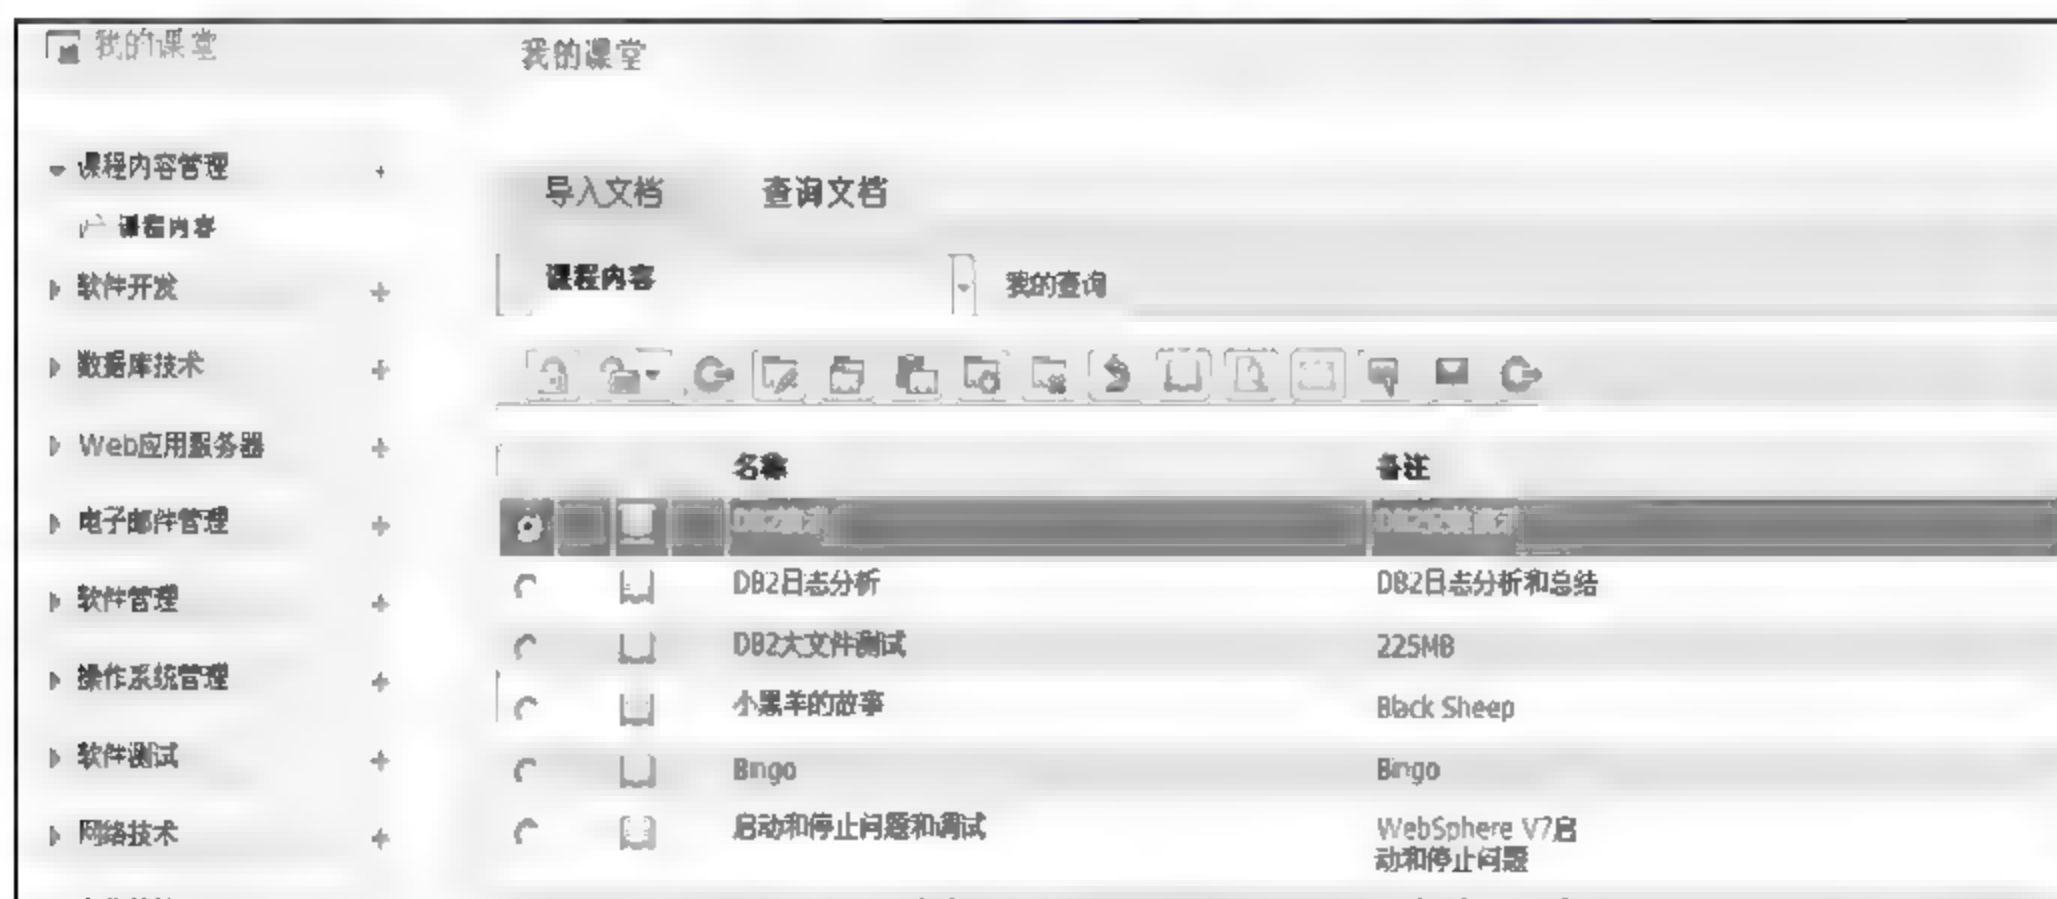 我的课堂
我的课堂
课程内容管理
课程内容
软件开发
数据库技术
Web应用服务器
电子邮件管理
软件管理
操作系统管理
软件测试
网络技术
导入文档 查询文档
课程内容 我的查询
名称 备注
DB2日志分析 DB2日志分析和总结
DB2大文件测试 225MB
小黑羊的故事 Black Sheep
Bingo Bingo
启动和停止问题和调试 WebSphere V7启
动和停止问题